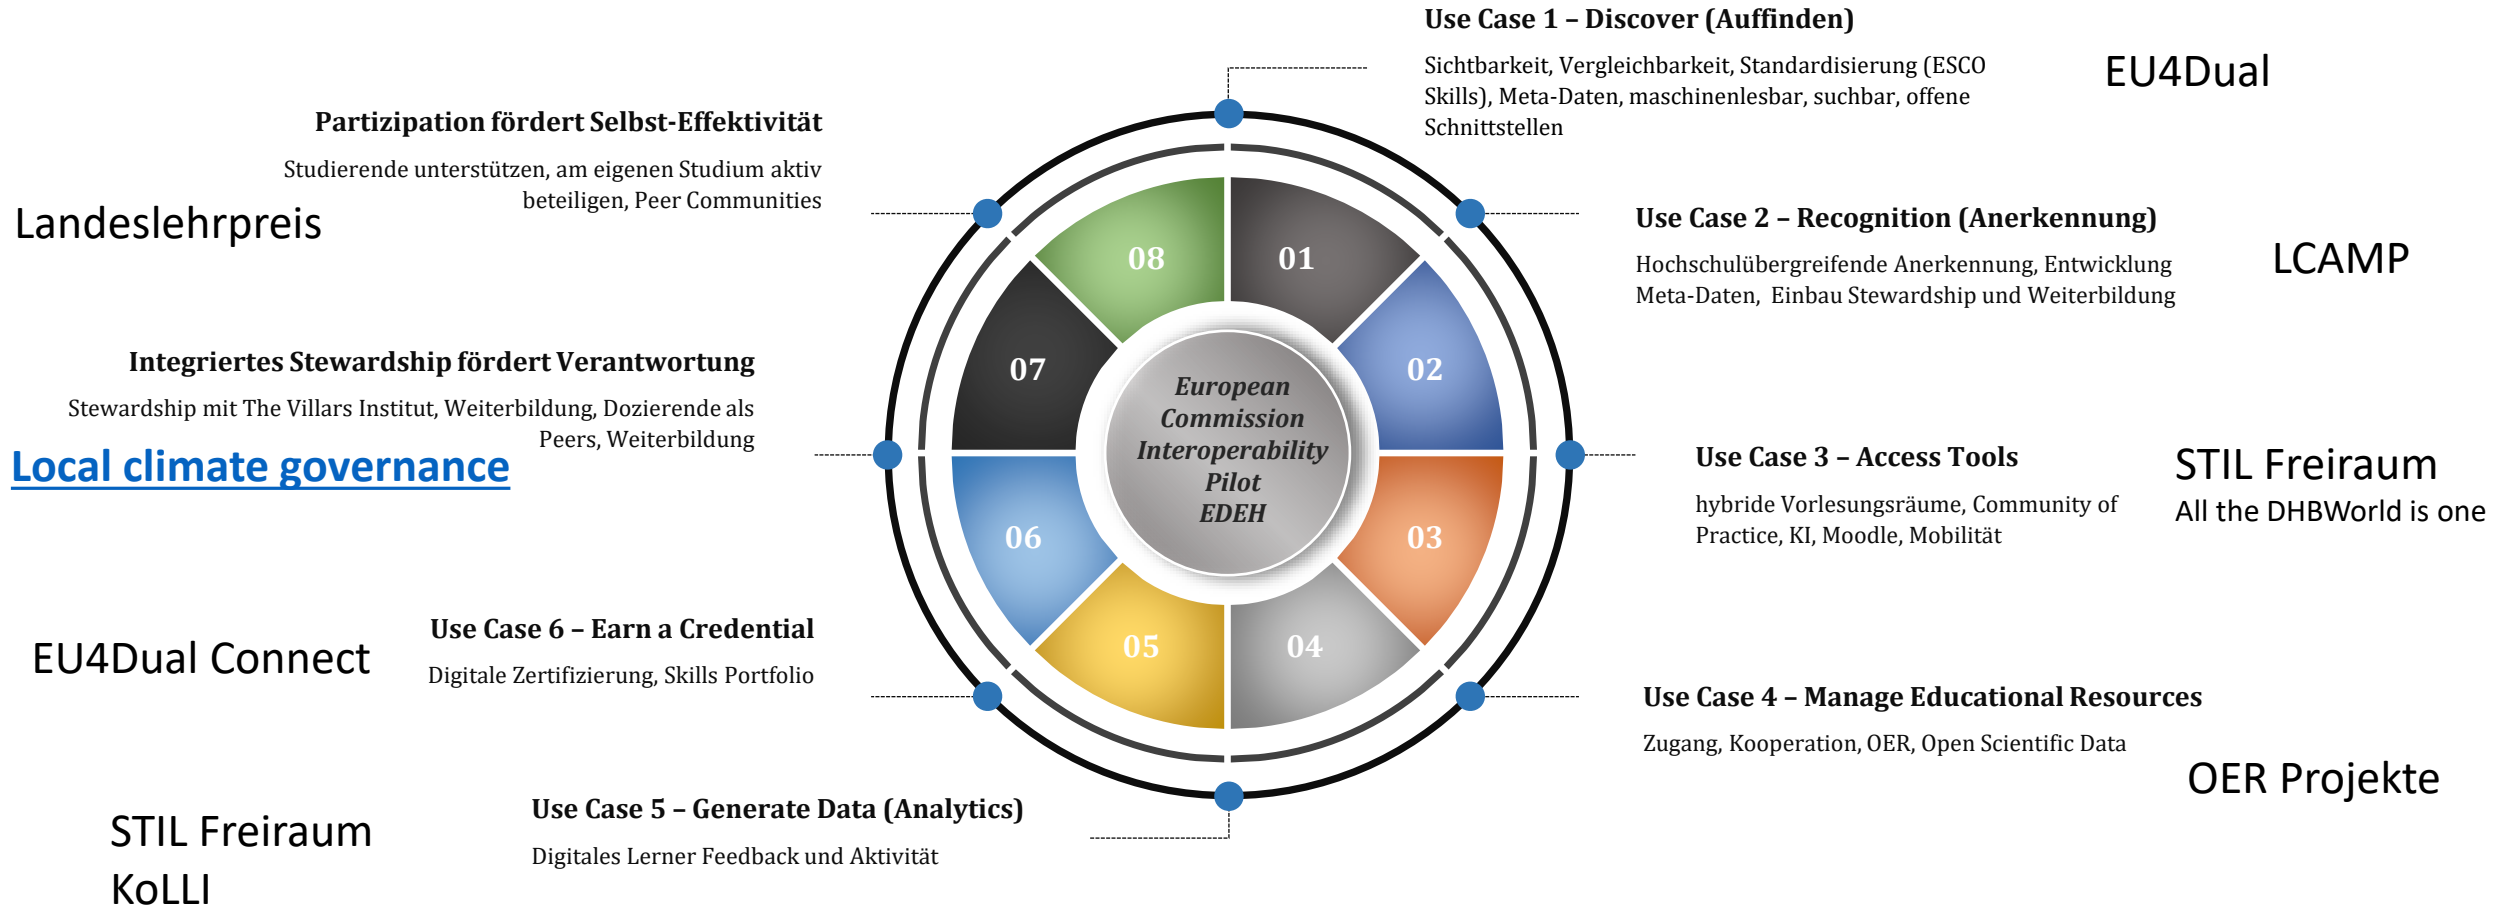 Use Case 1 – Discover (Auffinden)
Sichtbarkeit, Vergleichbarkeit, Standardisierung (ESCO
Skills), Meta-Daten, maschinenlesbar, suchbar, offene
Schnittstellen
EU4Dual
Use Case 2 – Recognition (Anerkennung)
Hochschulübergreifende Anerkennung, Entwicklung
Meta-Daten, Einbau Stewardship und Weiterbildung
LCAMP
Use Case 3 – Access Tools
hybride Vorlesungsräume, Community of
Practice, KI, Moodle, Mobilität
STIL Freiraum
All the DHBWorld is one
Use Case 4 – Manage Educational Resources
Zugang, Kooperation, OER, Open Scientific Data
OER Projekte
Use Case 5 – Generate Data (Analytics)
Digitales Lerner Feedback und Aktivität
STIL Freiraum
KoLLI
Use Case 6 – Earn a Credential
Digitale Zertifizierung, Skills Portfolio
EU4Dual Connect
Integriertes Stewardship fördert Verantwortung
Stewardship mit The Villars Institut, Weiterbildung, Dozierende als
Peers, Weiterbildung
Local climate governance
Partizipation fördert Selbst-Effektivität
Studierende unterstützen, am eigenen Studium aktiv
beteiligen, Peer Communities
Landeslehrpreis
01
02
03
04
05
06
07
08
European
Commission
Interoperability
Pilot
EDEH